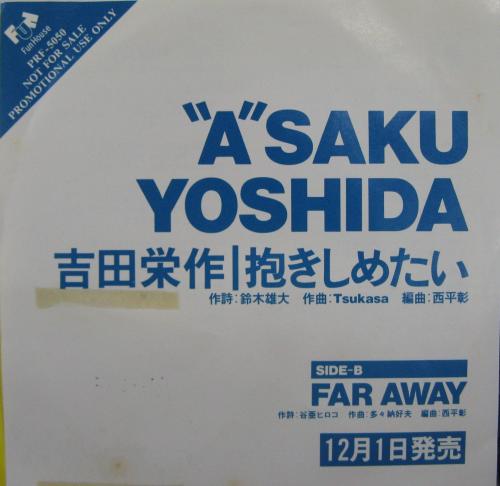 FUN
FunHouse
PRF-5050
NOT FOR SALE
PROMOTIONAL USE ONLY
"A"SAKU
YOSHIDA
吉田栄作|抱きしめたい
作詩:鈴木雄大 作曲:Tsukasa 編曲:西平彰
SIDE-B
FAR AWAY
作詩:谷亜ヒロコ 作曲:多々納好夫 編曲:西平彰
12月1日発売